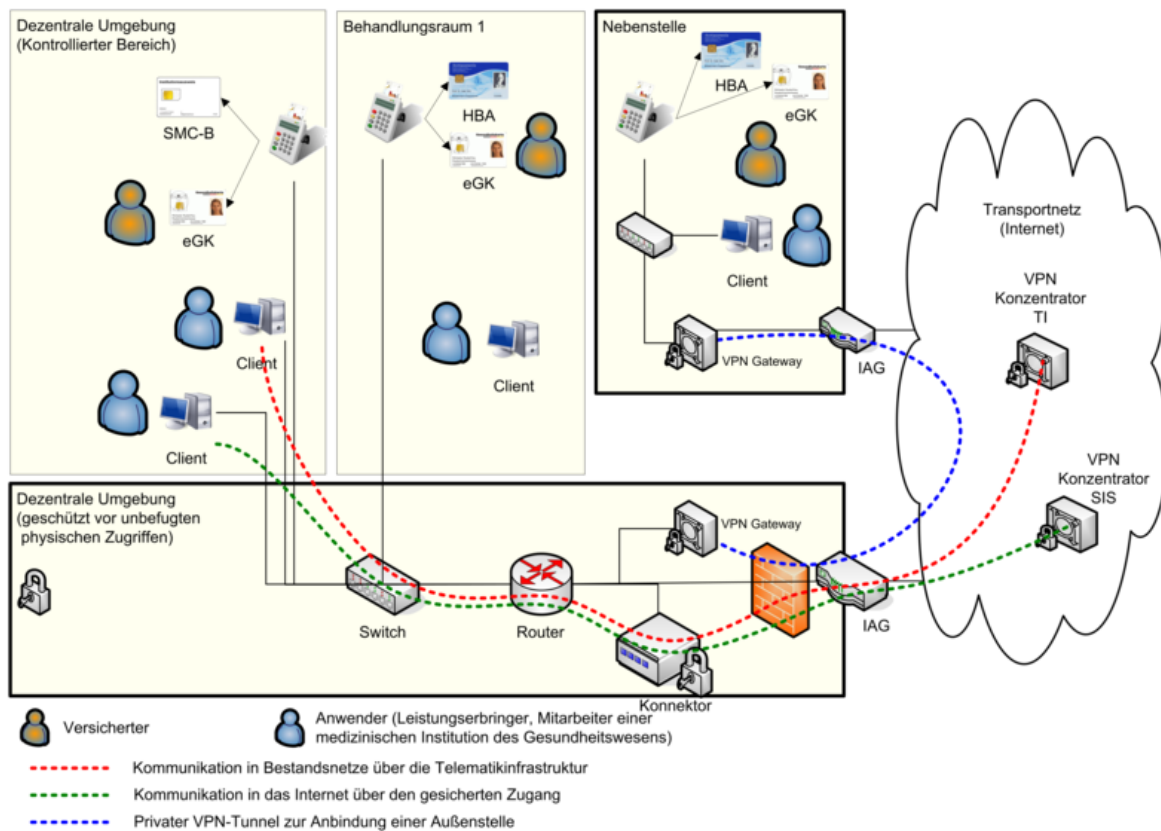 Dezentrale Umgebung
(Kontrollierter Bereich)
SMC-B
eGK
Client
Client
Behandlungsraum 1
HBA
eGK
Client
Nebenstelle
HBA
eGK
Client
VPN Gateway
IAG
Transportnetz
(Internet)
VPN
Konzentrator
TI
VPN
Konzentrator
SIS
Dezentrale Umgebung
(geschützt vor unbefugten
physischen Zugriffen)
VPN Gateway
Switch
Router
Konnektor
IAG
Versicherter
Anwender (Leistungserbringer, Mitarbeiter einer
medizinischen Institution des Gesundheitswesens)
Kommunikation in Bestandsnetze über die Telematikinfrastruktur
Kommunikation in das Internet über den gesicherten Zugang
Privater VPN-Tunnel zur Anbindung einer Außenstelle